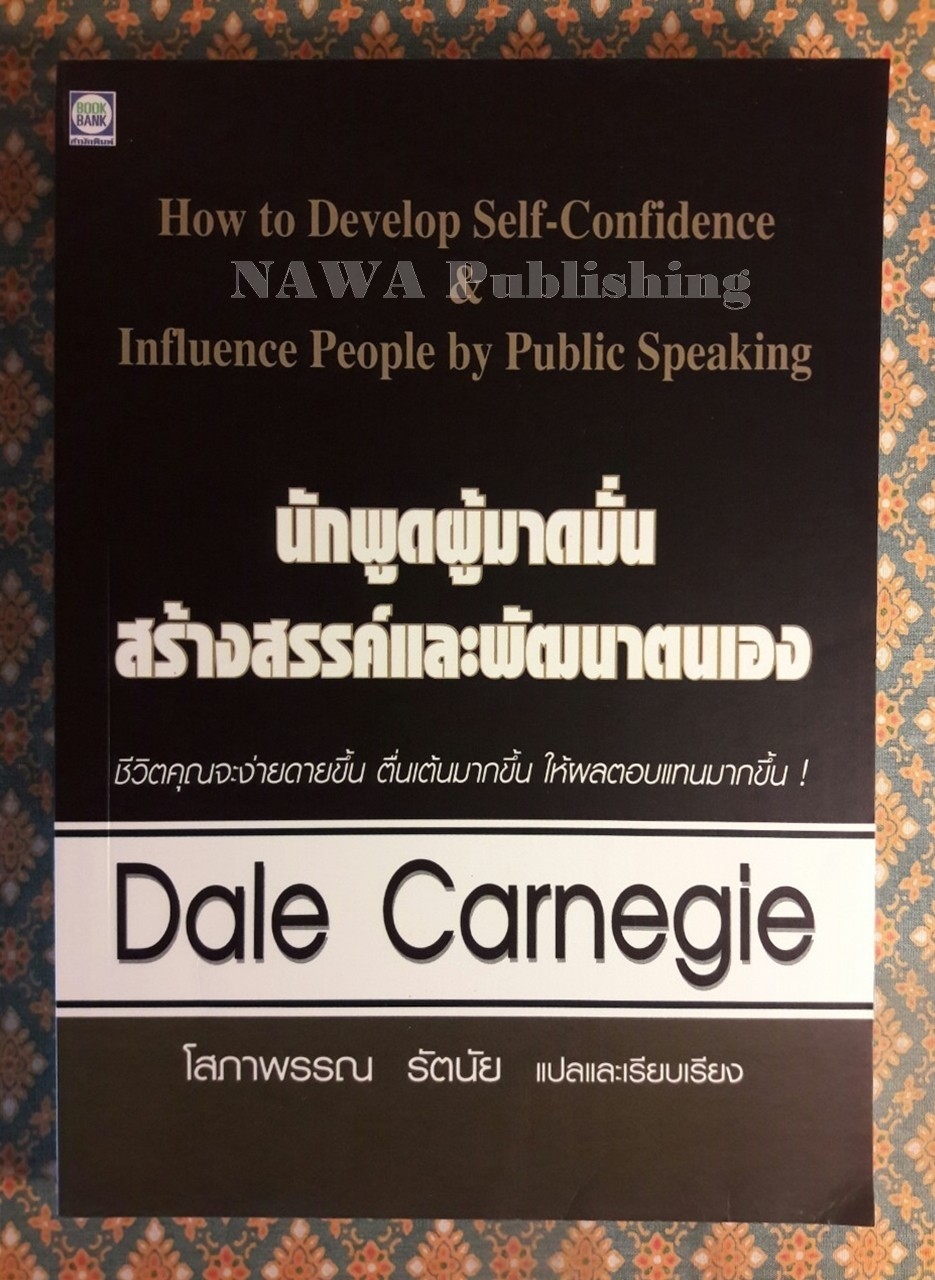 BOOK
BANK
สำนักพิมพ์
How to Develop Self-Confidence
&
NAWA Publishing
Influence People by Public Speaking
นักพูดผู้มาดมั่น
สร้างสรรค์และพัฒนาตนเอง
ชีวิตคุณจะง่ายดายขึ้น ตื่นเต้นมากขึ้น ให้ผลตอบแทนมากขึ้น !
Dale Carnegie
โสภาพรรณ รัตนัย แปลและเรียบเรียง